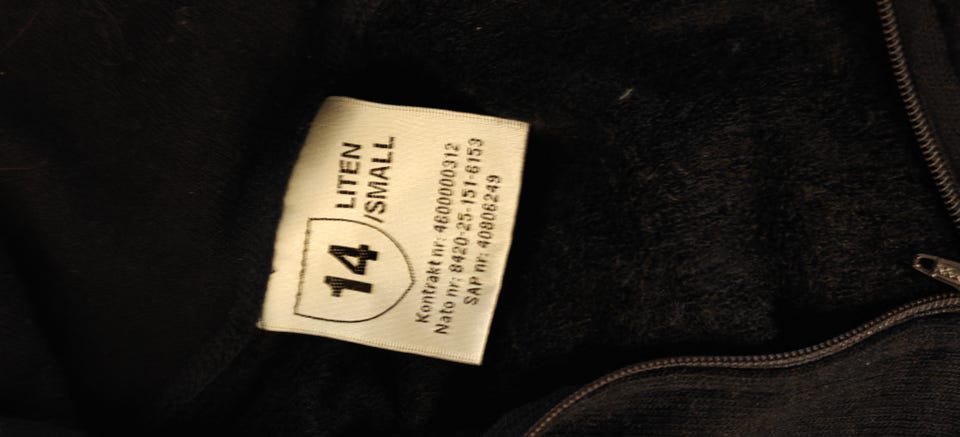 14
LITEN
/SMALL
Kontrakt nr: 4600000312
Nato nr: 8420-25-151-6153
SAP nr: 40806249